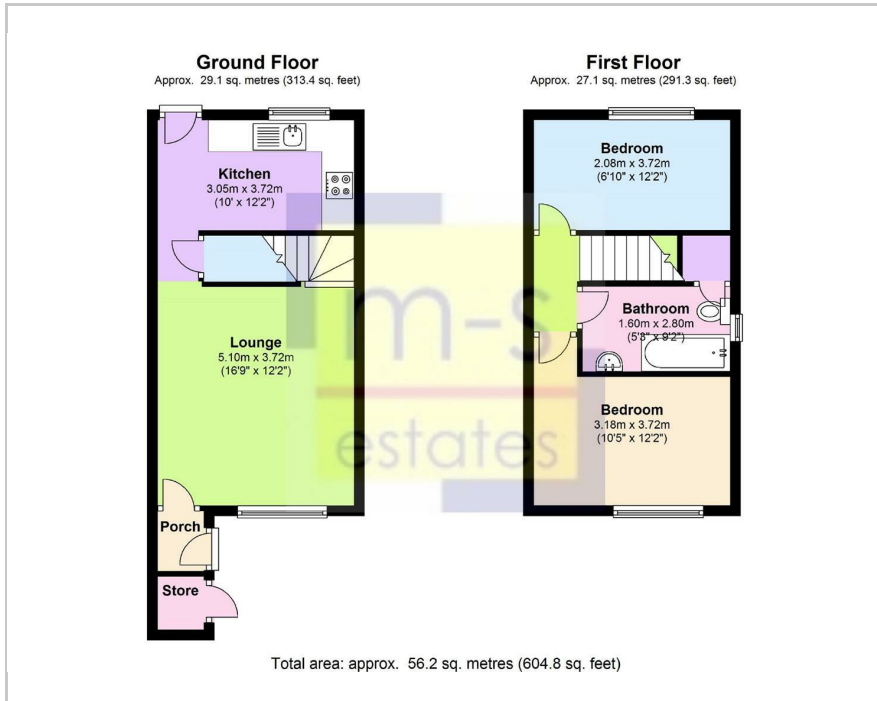 Ground Floor
Approx. 29.1 sq. metres (313.4 sq. feet)
Kitchen
3.05m x 3.72m
(10' x 12'2")
Lounge
5.10m x 3.72m
(16'9" x 12'2")
Porch
Store
First Floor
Approx. 27.1 sq. metres (291.3 sq. feet)
Bedroom
2.08m x 3.72m
(6'10" x 12'2")
Bathroom
1.60m x 2.80m
(5'3" x 9'2")
Bedroom
3.18m x 3.72m
(10'5" x 12'2")
m-s
estates
Total area: approx. 56.2 sq. metres (604.8 sq. feet)